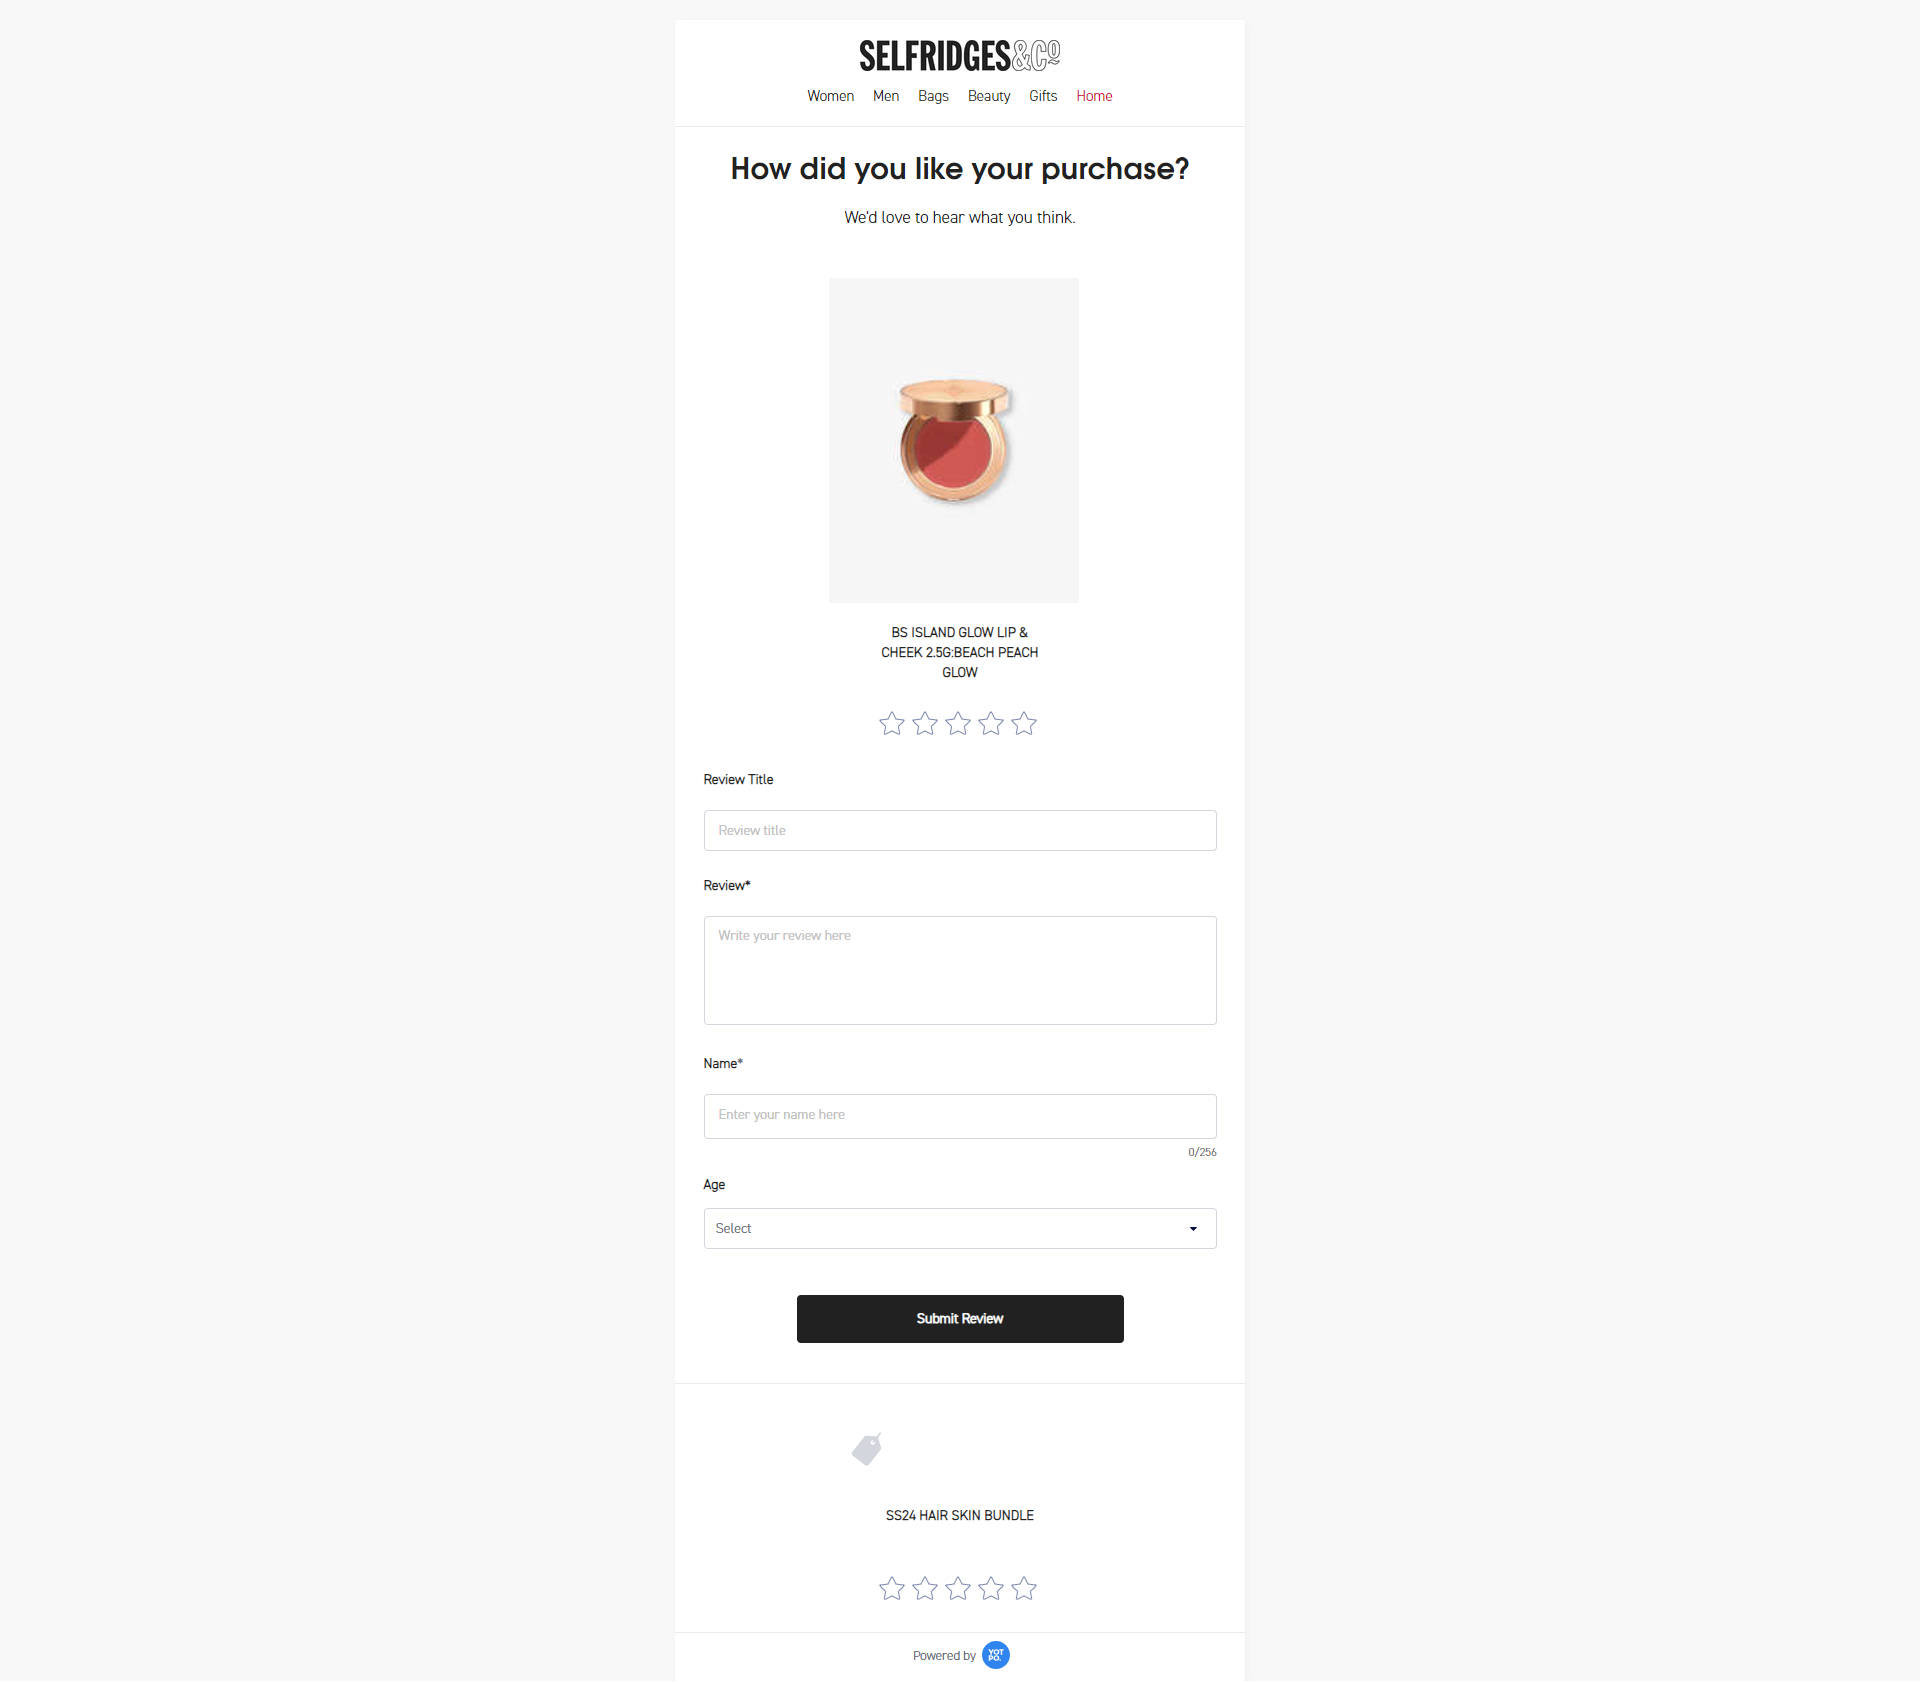 SELFRIDGES&Cº
Women Men Bags Beauty Gifts Home
How did you like your purchase?
We'd love to hear what you think.
BS ISLAND GLOW LIP &
CHEEK 2.5G:BEACH PEACH
GLOW
Review Title
Review title
Review*
Write your review here
Name*
Enter your name here
0/256
Age
Select
Submit Review
SS24 HAIR SKIN BUNDLE
Powered by YOTPO.